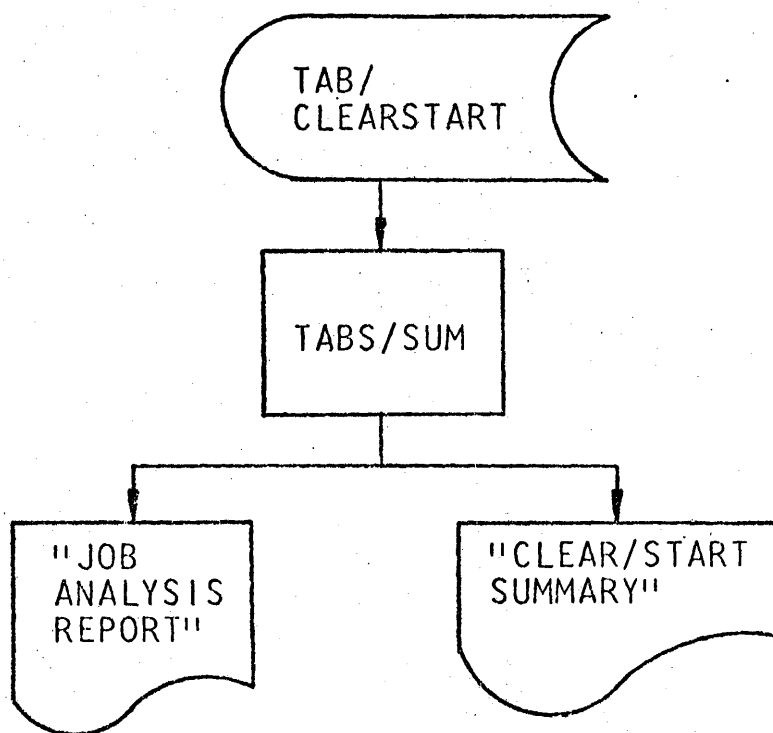 TAB/
CLEARSTART
TABS/SUM
"JOB
ANALYSIS
REPORT"
"CLEAR/START
SUMMARY"